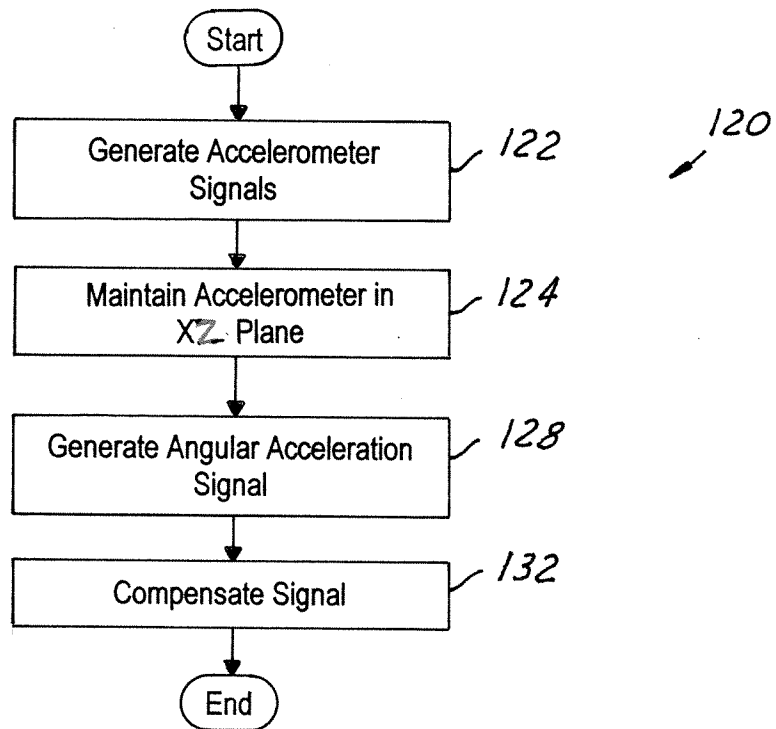 Start
120
Generate Accelerometer
Signals
122
Maintain Accelerometer in
XZ Plane
124
Generate Angular Acceleration
Signal
128
Compensate Signal
132
End